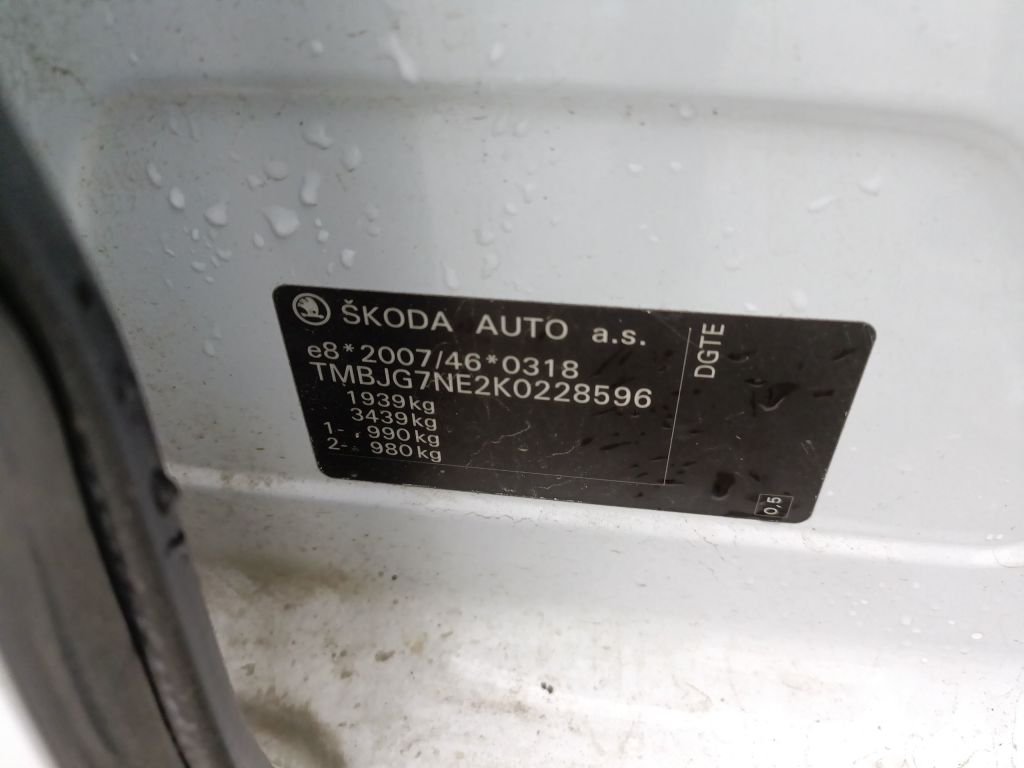 ŠKODA AUTO a.s.
e8*2007/46*0318
TMBJG7NE2K0228596
1939kg
3439kg
1- 990kg
2- 980kg
DGTE
0,5